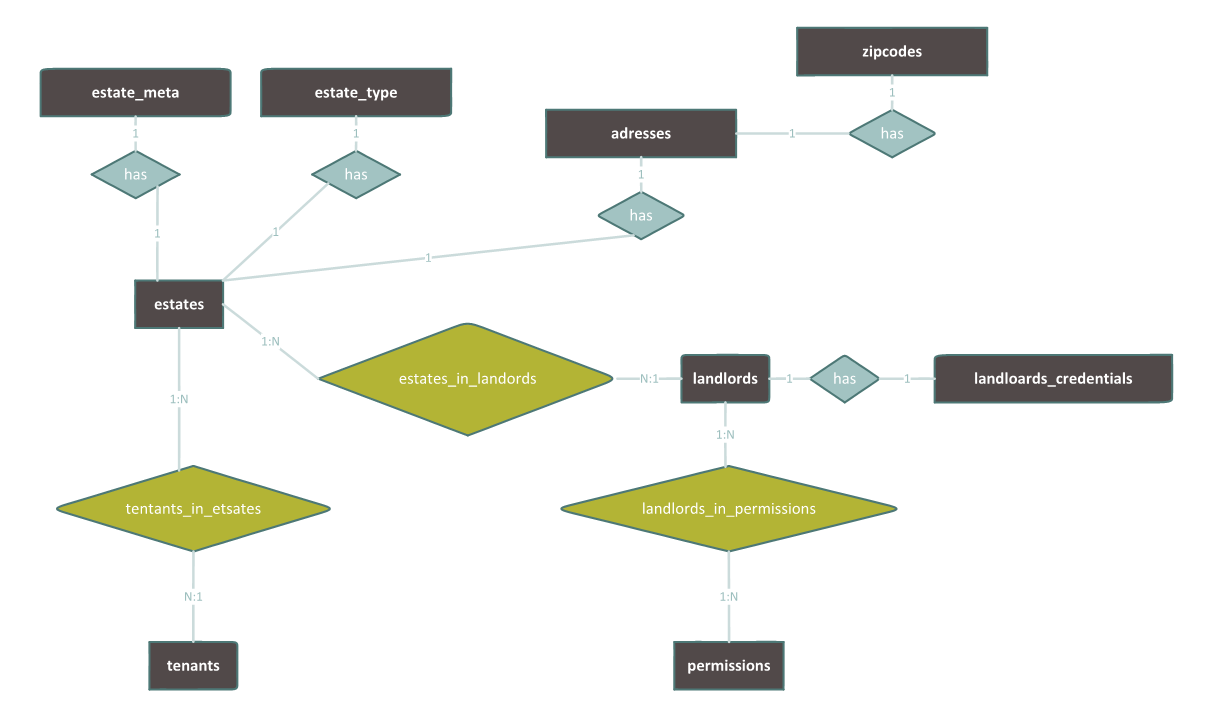 zipcodes
estate_meta
estate_type
1
adresses
1
has
1
1
has
has
1
has
1
1
1
estates
1:N
estates_in_landords
N:1
landlords
1
has
1
landloards_credentials
1:N
1:N
tentants_in_etsates
landlords_in_permissions
N:1
1:N
tenants
permissions